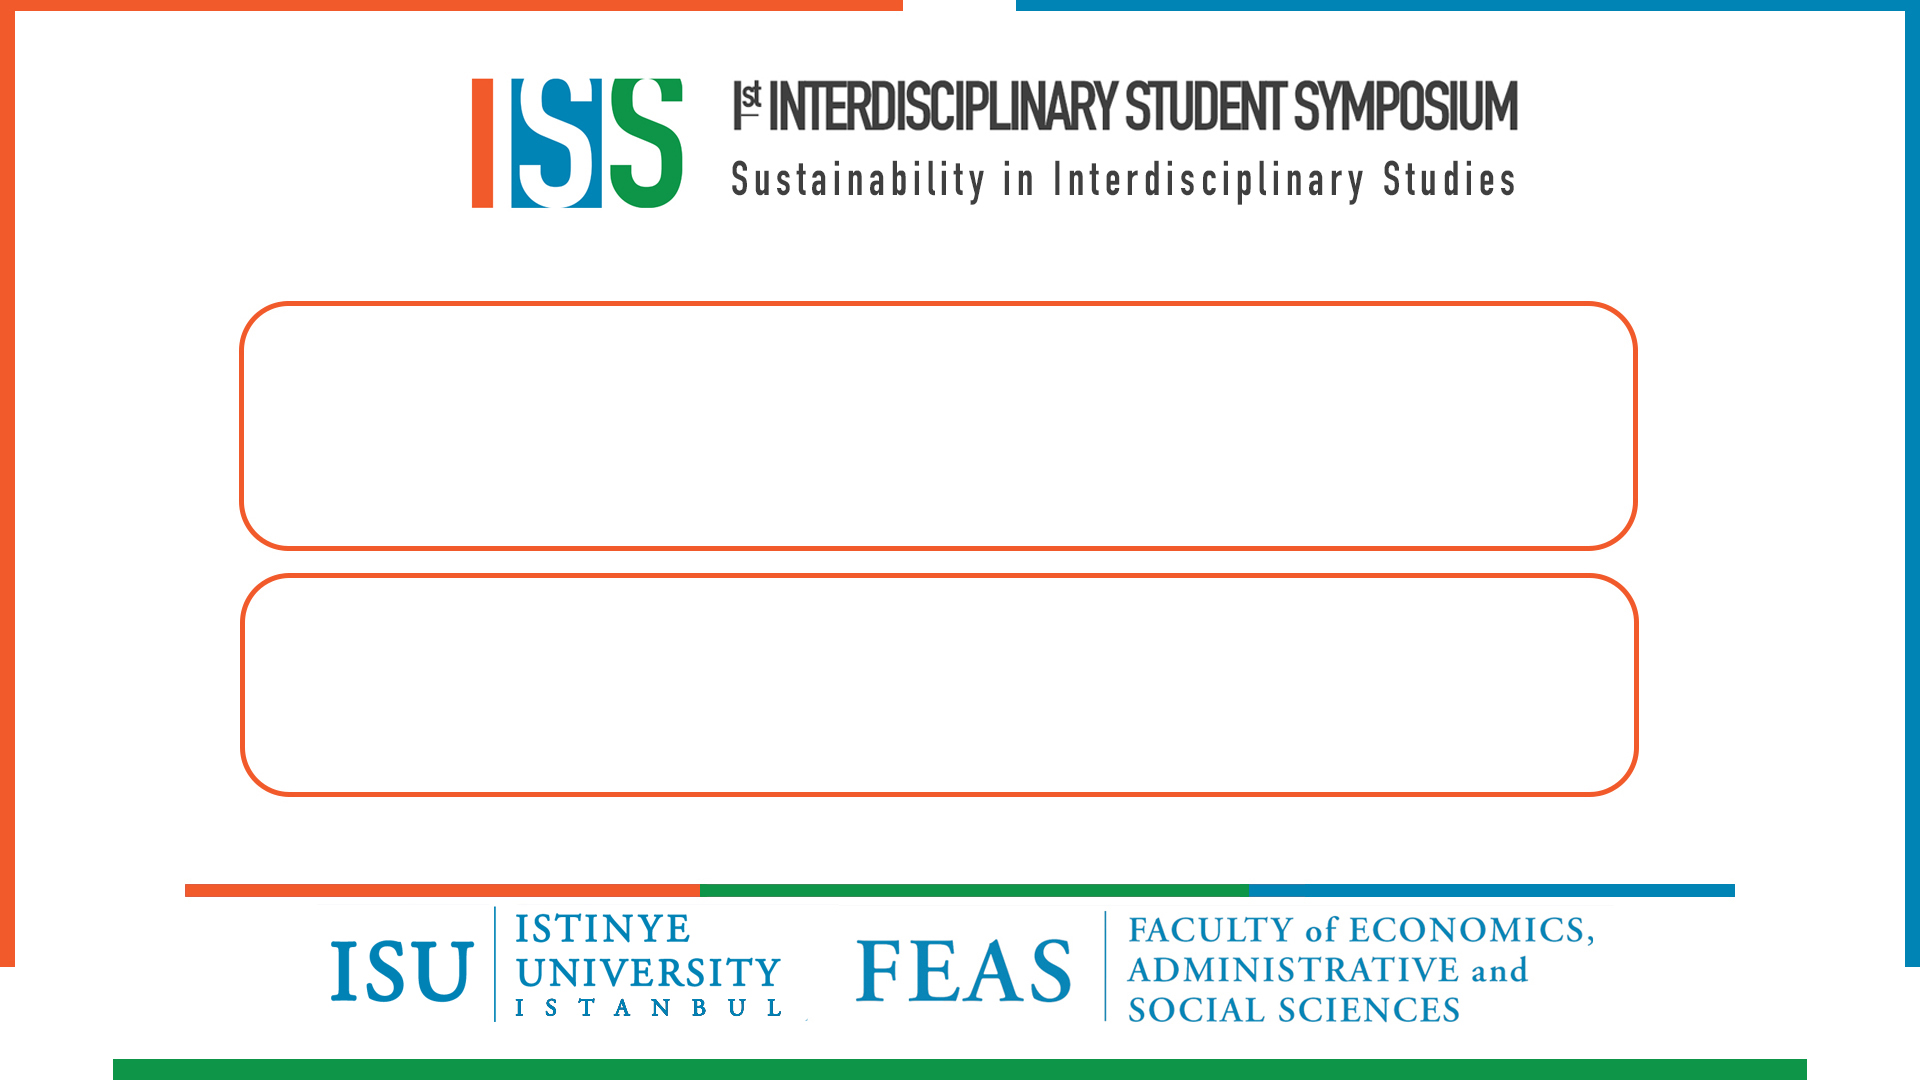 ISS
1st INTERDISCIPLINARY STUDENT SYMPOSIUM
Sustainability in Interdisciplinary Studies
ISU
ISTINYE
UNIVERSITY
ISTANBUL
FEAS
FACULTY of ECONOMICS,
ADMINISTRATIVE and
SOCIAL SCIENCES